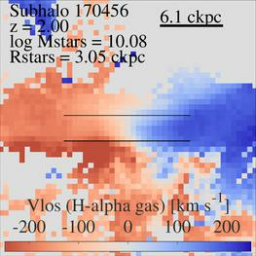 Subhalo 170456
z = 2.00
log Mstars = 10.08
Rstars = 3.05 ckpc
6.1 ckpc
Vlos (H-alpha gas) [km s⁻¹]
-200 -100 0 100 200